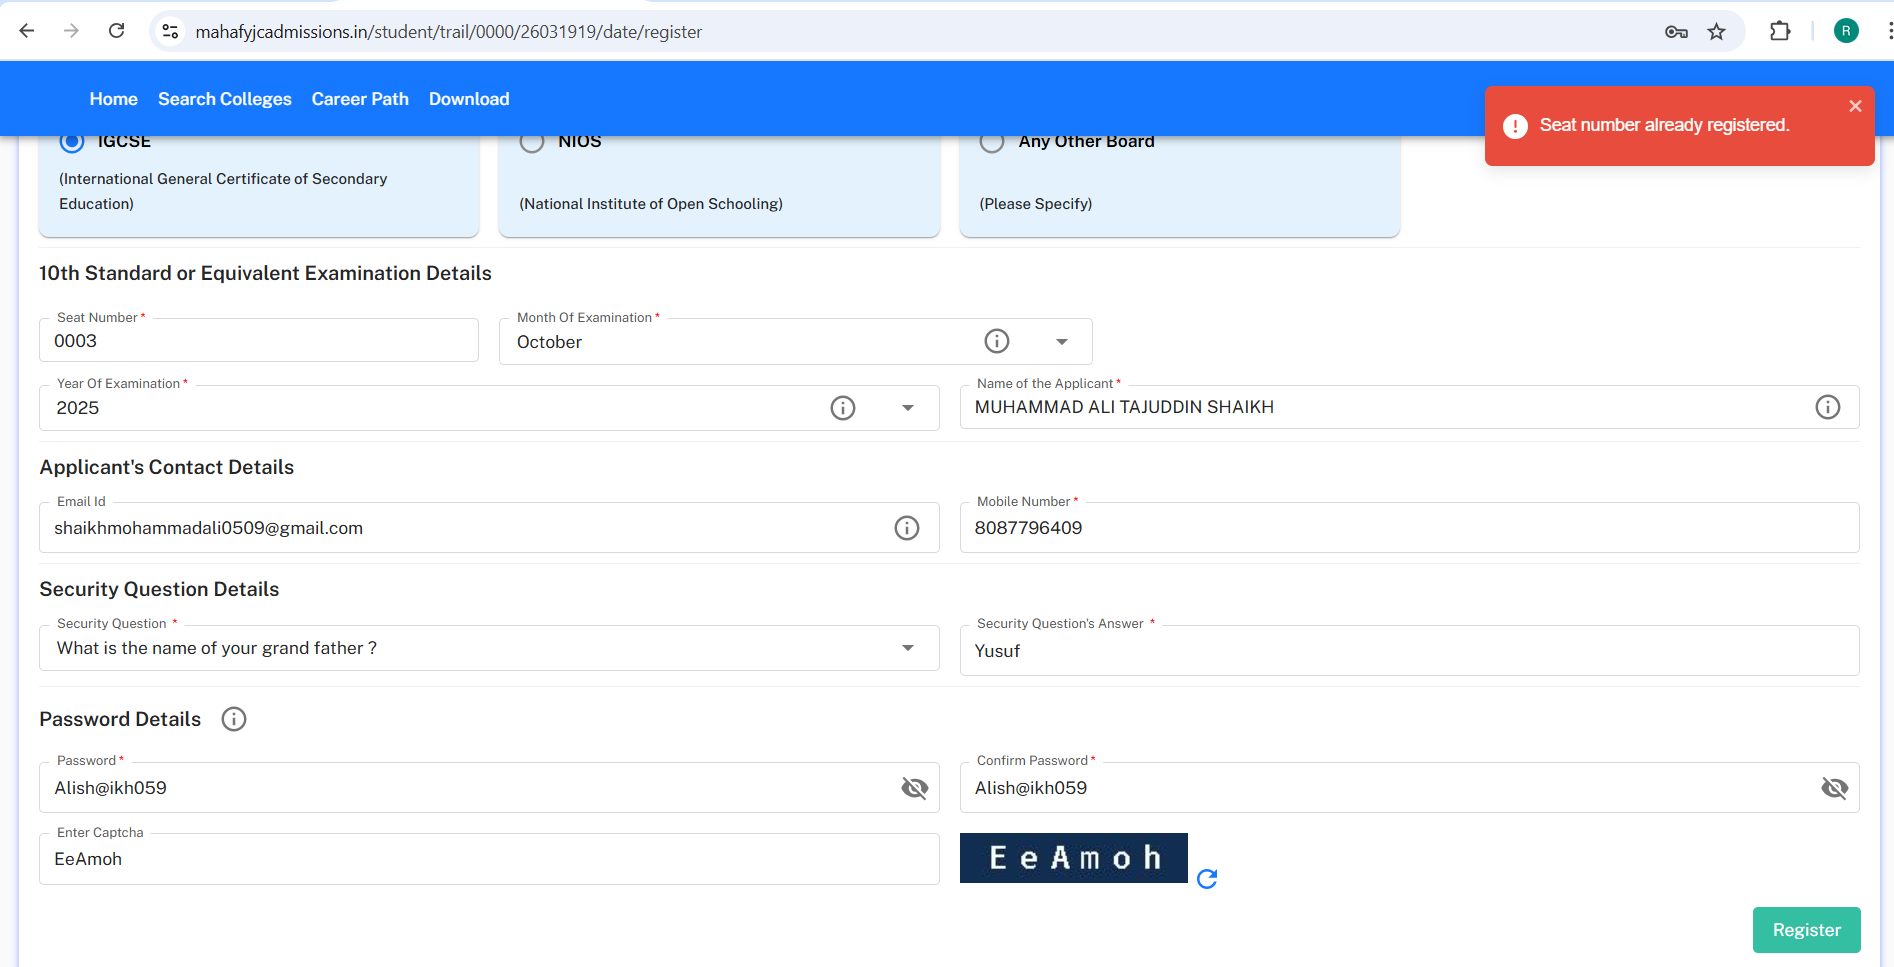 mahafyjcadmissions.in/student/trail/0000/26031919/date/register
R
Home Search Colleges Career Path Download
Seat number already registered.
IGCSE
(International General Certificate of Secondary
Education)
NIOS
(National Institute of Open Schooling)
Any Other Board
(Please Specify)
10th Standard or Equivalent Examination Details
Seat Number *
0003
Month Of Examination *
October
Year Of Examination *
2025
Name of the Applicant *
MUHAMMAD ALI TAJUDDIN SHAIKH
Applicant's Contact Details
Email Id
shaikhmohammadali0509@gmail.com
Mobile Number *
8087796409
Security Question Details
Security Question *
What is the name of your grand father ?
Security Question's Answer *
Yusuf
Password Details
Password *
Alish@ikh059
Confirm Password *
Alish@ikh059
Enter Captcha
EeAmoh
E e A m o h
Register